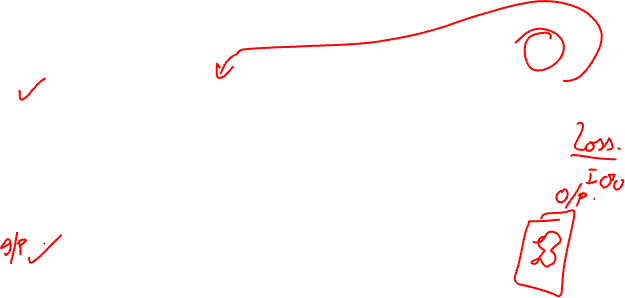 Loss.
IOU
O/P.
I/P.